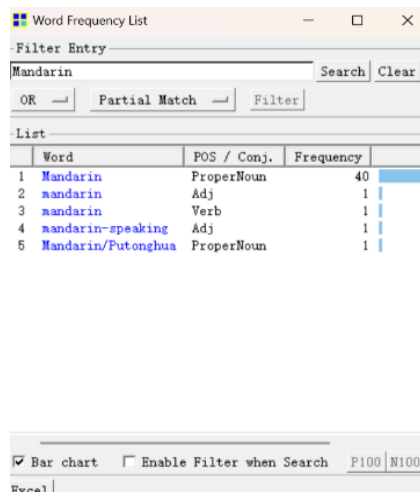 Word Frequency List
Filter Entry
Mandarin Search Clear
OR Partial Match Filter
List
Word POS / Conj. Frequency
1 Mandarin ProperNoun 40
2 mandarin Adj 1
3 mandarin Verb 1
4 mandarin-speaking Adj 1
5 Mandarin/Putonghua ProperNoun 1
Bar chart Enable Filter when Search P100 N100
Excel